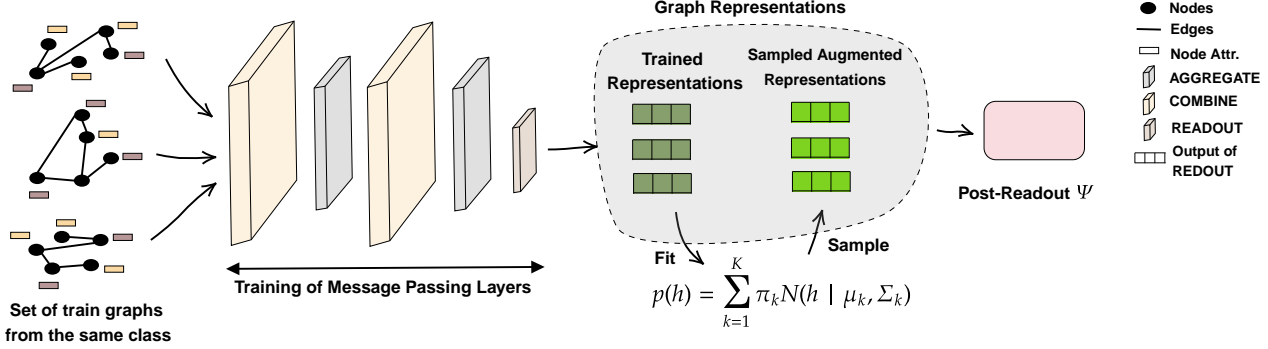 Graph Representations
Trained
Representations
Sampled Augmented
Representations
Fit
Sample
p(h) = \sum_{k=1}^{K} π_k N(h | μ_k, Σ_k)
Training of Message Passing Layers
Set of train graphs
from the same class
Post-Readout Ψ
Nodes
Edges
Node Attr.
AGGREGATE
COMBINE
READOUT
Output of
REDOUT